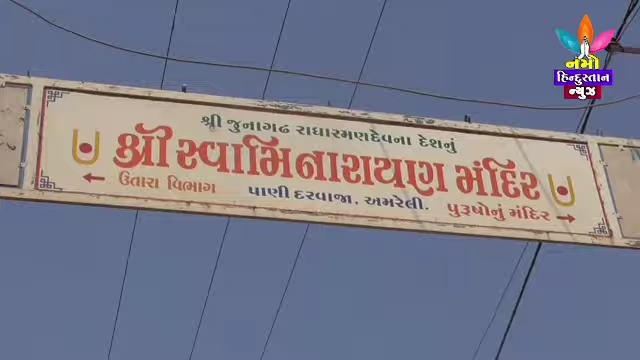 શ્રી જુનાગઢ રાધારમણદેવના દેશનું
શ્રી સ્વામિનારાયણ મંદિર
ઉતારા વિભાગ
પાણી દરવાજા, અમરેલી.
પુરૂષોનું મંદિર
નમો
હિન્દુસ્તાન
ન્યુઝ